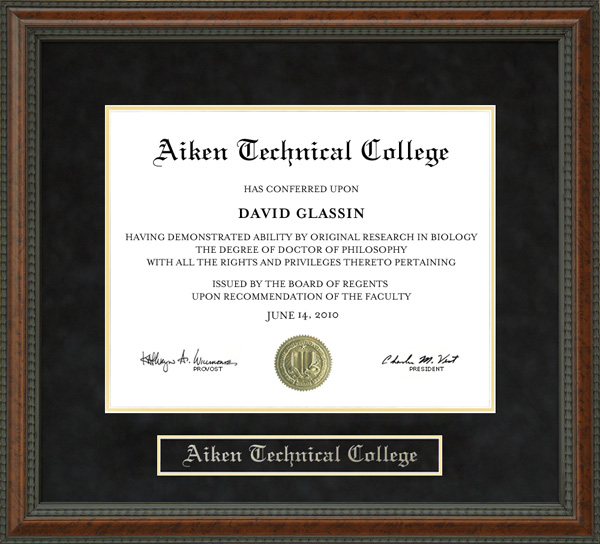 Aiken Technical College
HAS CONFERRED UPON
DAVID GLASSIN
HAVING DEMONSTRATED ABILITY BY ORIGINAL RESEARCH IN BIOLOGY
THE DEGREE OF DOCTOR OF PHILOSOPHY
WITH ALL THE RIGHTS AND PRIVILEGES THERETO PERTAINING
ISSUED BY THE BOARD OF REGENTS
UPON RECOMMENDATION OF THE FACULTY
JUNE 14, 2010
PROVOST
PRESIDENT
Aiken Technical College